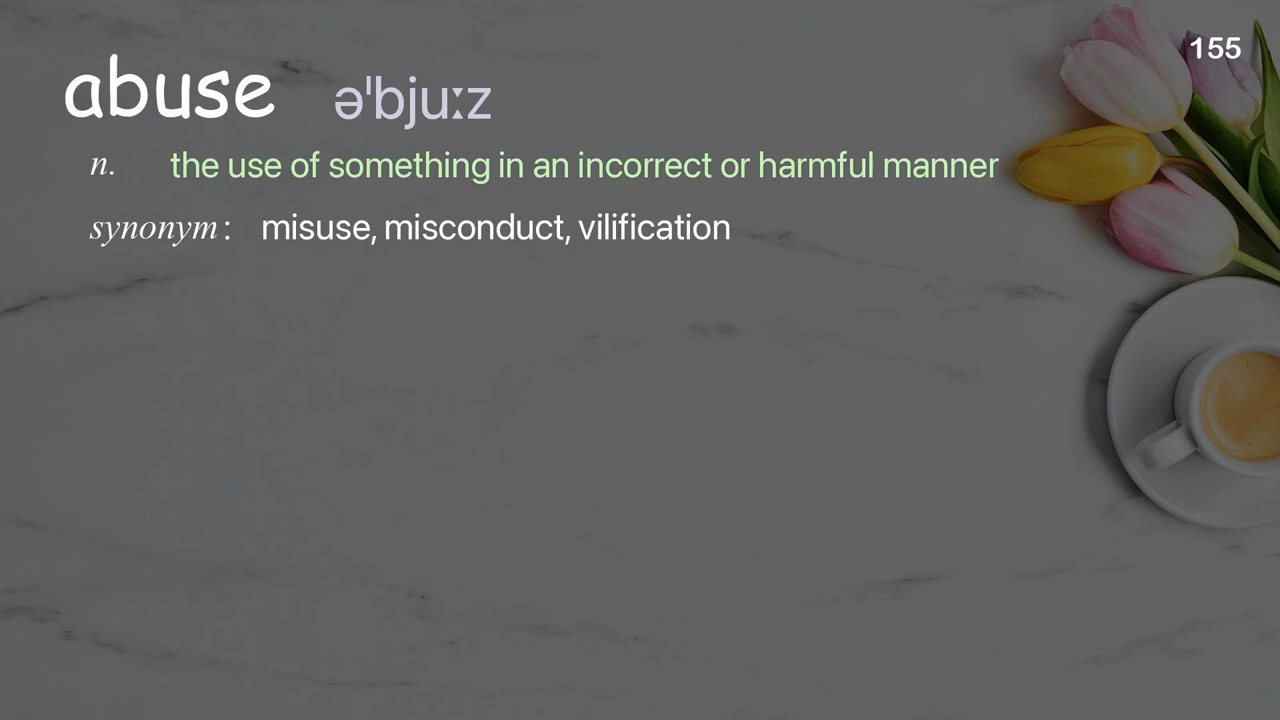 155
abuse əˈbjuːz
n. the use of something in an incorrect or harmful manner
synonym: misuse, misconduct, vilification